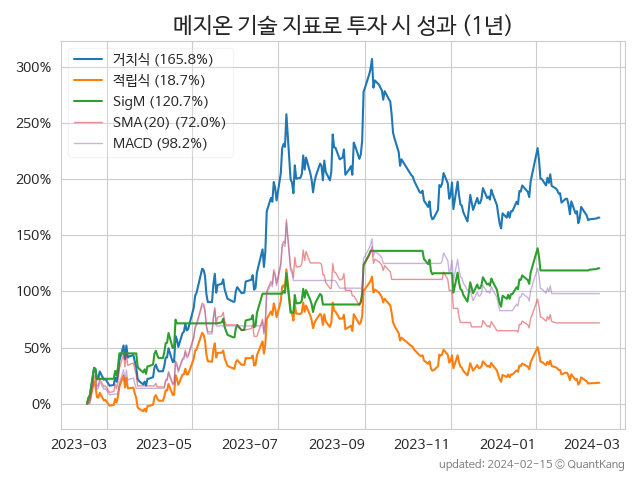 메지온 기술 지표로 투자 시 성과 (1년)
거치식 (165.8%)
적립식 (18.7%)
SigM (120.7%)
SMA(20) (72.0%)
MACD (98.2%)
300%
250%
200%
150%
100%
50%
0%
2023-03 2023-05 2023-07 2023-09 2023-11 2024-01 2024-03
updated: 2024-02-15 © QuantKang